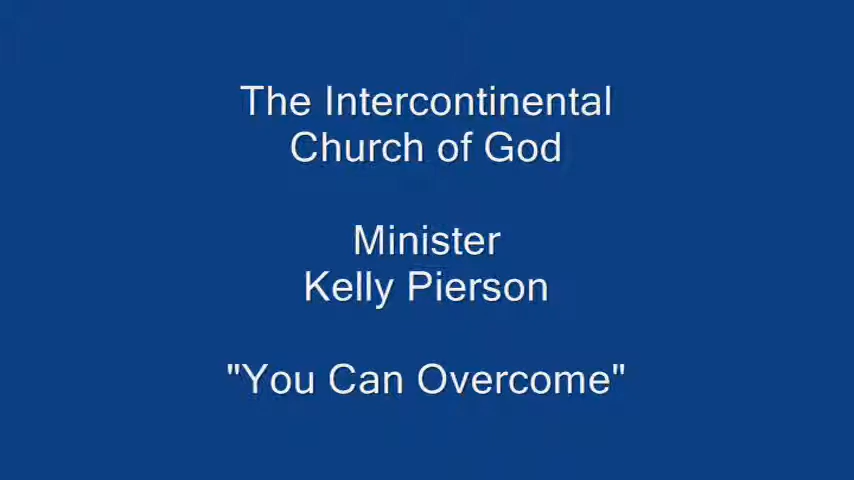 The Intercontinental
Church of God
Minister
Kelly Pierson
"You Can Overcome"